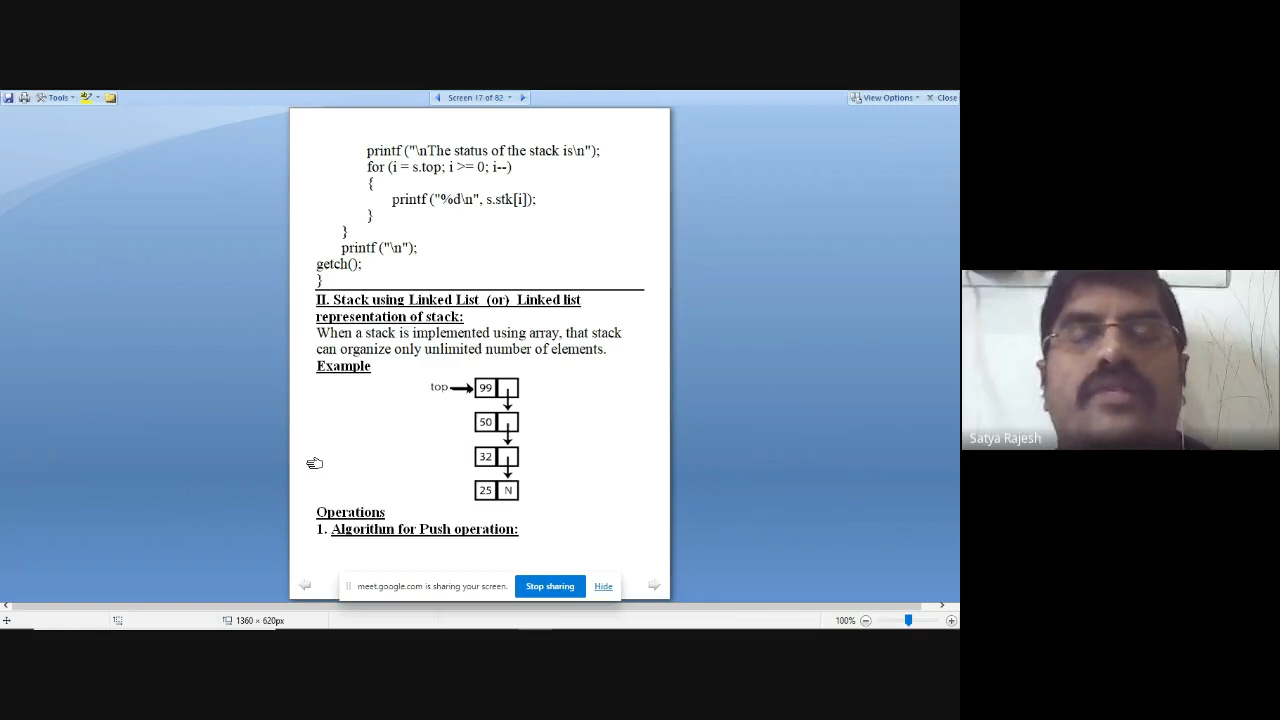 Tools
Screen 17 of 82
View Options
Close
printf ("\nThe status of the stack is\n");
for (i = s.top; i >= 0; i--)
{
printf ("%d\n", s.stk[i]);
}
}
printf ("\n");
getch();
}
II. Stack using Linked List (or) Linked list
representation of stack:
When a stack is implemented using array, that stack
can organize only unlimited number of elements.
Example
top 99
50
32
25 N
Operations
1. Algorithm for Push operation:
meet.google.com is sharing your screen. Stop sharing Hide
1360 × 620px
100%
Satya Rajesh